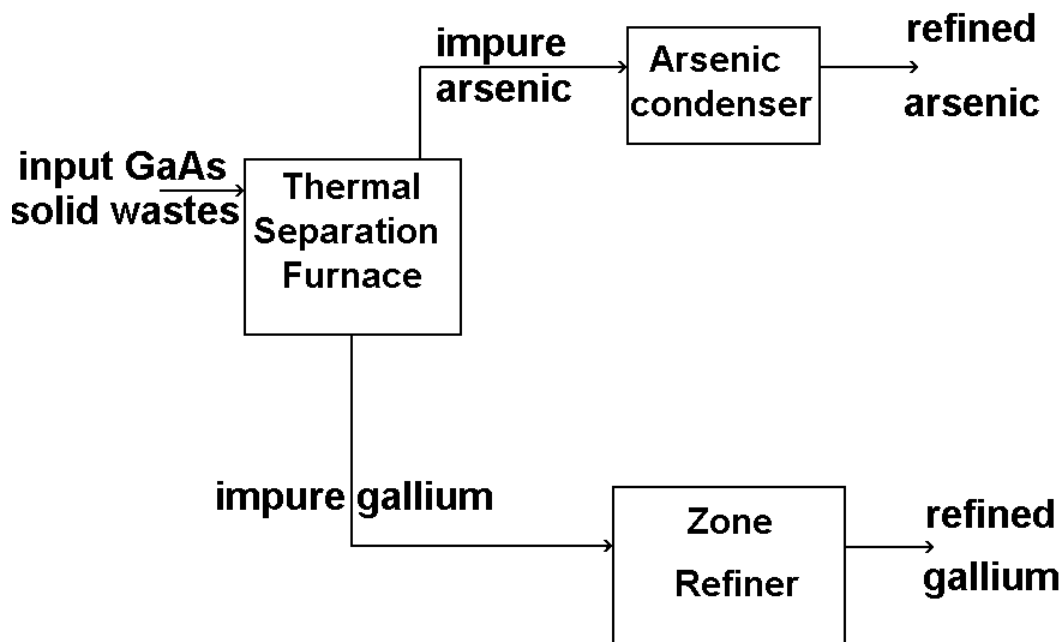 input GaAs
solid wastes
Thermal
Separation
Furnace
impure
arsenic
Arsenic
condenser
refined
arsenic
impure gallium
Zone
Refiner
refined
gallium